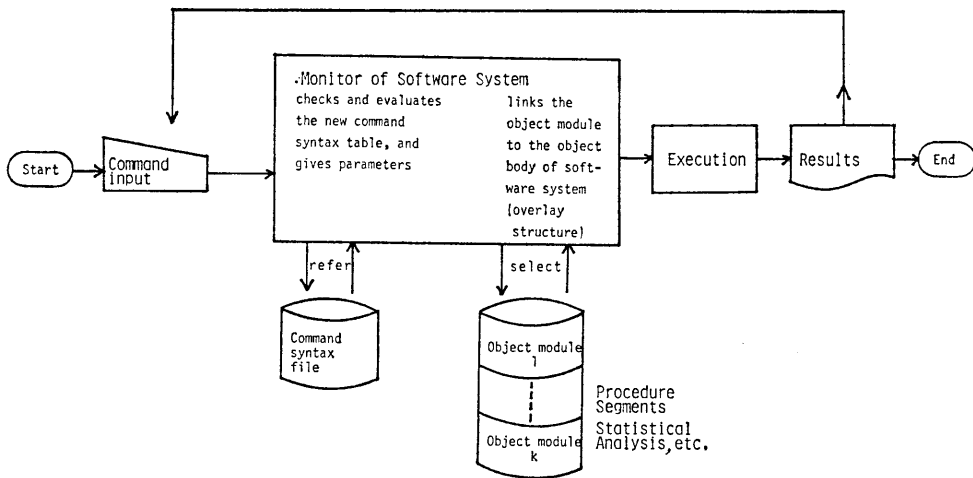 .Monitor of Software System
checks and evaluates
the new command
syntax table, and
gives parameters
links the
object module
to the object
body of soft-
ware system
(overlay
structure)
Start
Command
input
Execution
Results
End
refer
select
Command
syntax
file
Object module
1
Object module
k
Procedure
Segments
Statistical
Analysis,etc.